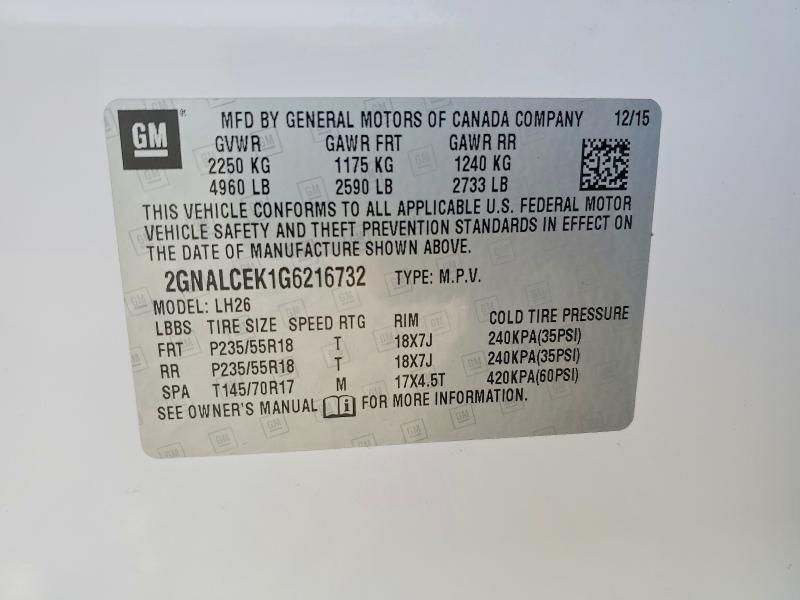 GM ® MFD BY GENERAL MOTORS OF CANADA COMPANY 12/15
GVWR GAWR FRT GAWR RR
2250 KG 1175 KG 1240 KG
4960 LB 2590 LB 2733 LB
THIS VEHICLE CONFORMS TO ALL APPLICABLE U.S. FEDERAL MOTOR
VEHICLE SAFETY AND THEFT PREVENTION STANDARDS IN EFFECT ON
THE DATE OF MANUFACTURE SHOWN ABOVE.
2GNALCEK1G6216732 TYPE: M.P.V.
MODEL: LH26
LBBS TIRE SIZE SPEED RTG RIM COLD TIRE PRESSURE
FRT P235/55R18 T 18X7J 240KPA(35PSI)
RR P235/55R18 T 18X7J 240KPA(35PSI)
SPA T145/70R17 M 17X4.5T 420KPA(60PSI)
SEE OWNER'S MANUAL i FOR MORE INFORMATION.